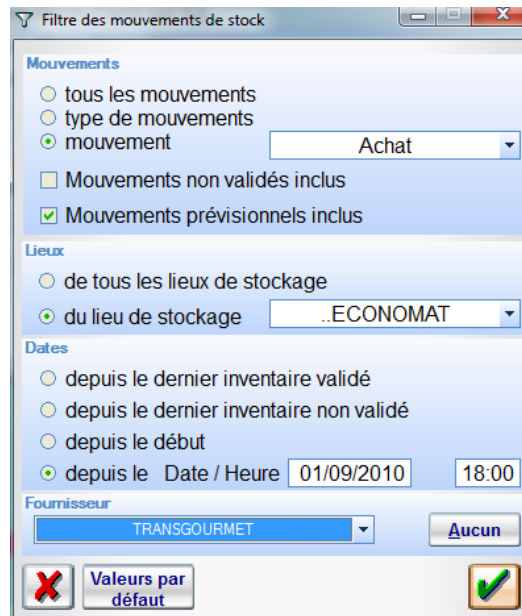 Filtre des mouvements de stock
Mouvements
tous les mouvements
type de mouvements
mouvement Achat
Mouvements non validés inclus
Mouvements prévisionnels inclus
Lieux
de tous les lieux de stockage
du lieu de stockage ..ECONOMAT
Dates
depuis le dernier inventaire validé
depuis le dernier inventaire non validé
depuis le début
depuis le Date / Heure 01/09/2010 18:00
Fournisseur
TRANSGOURMET Aucun
Valeurs par
défaut